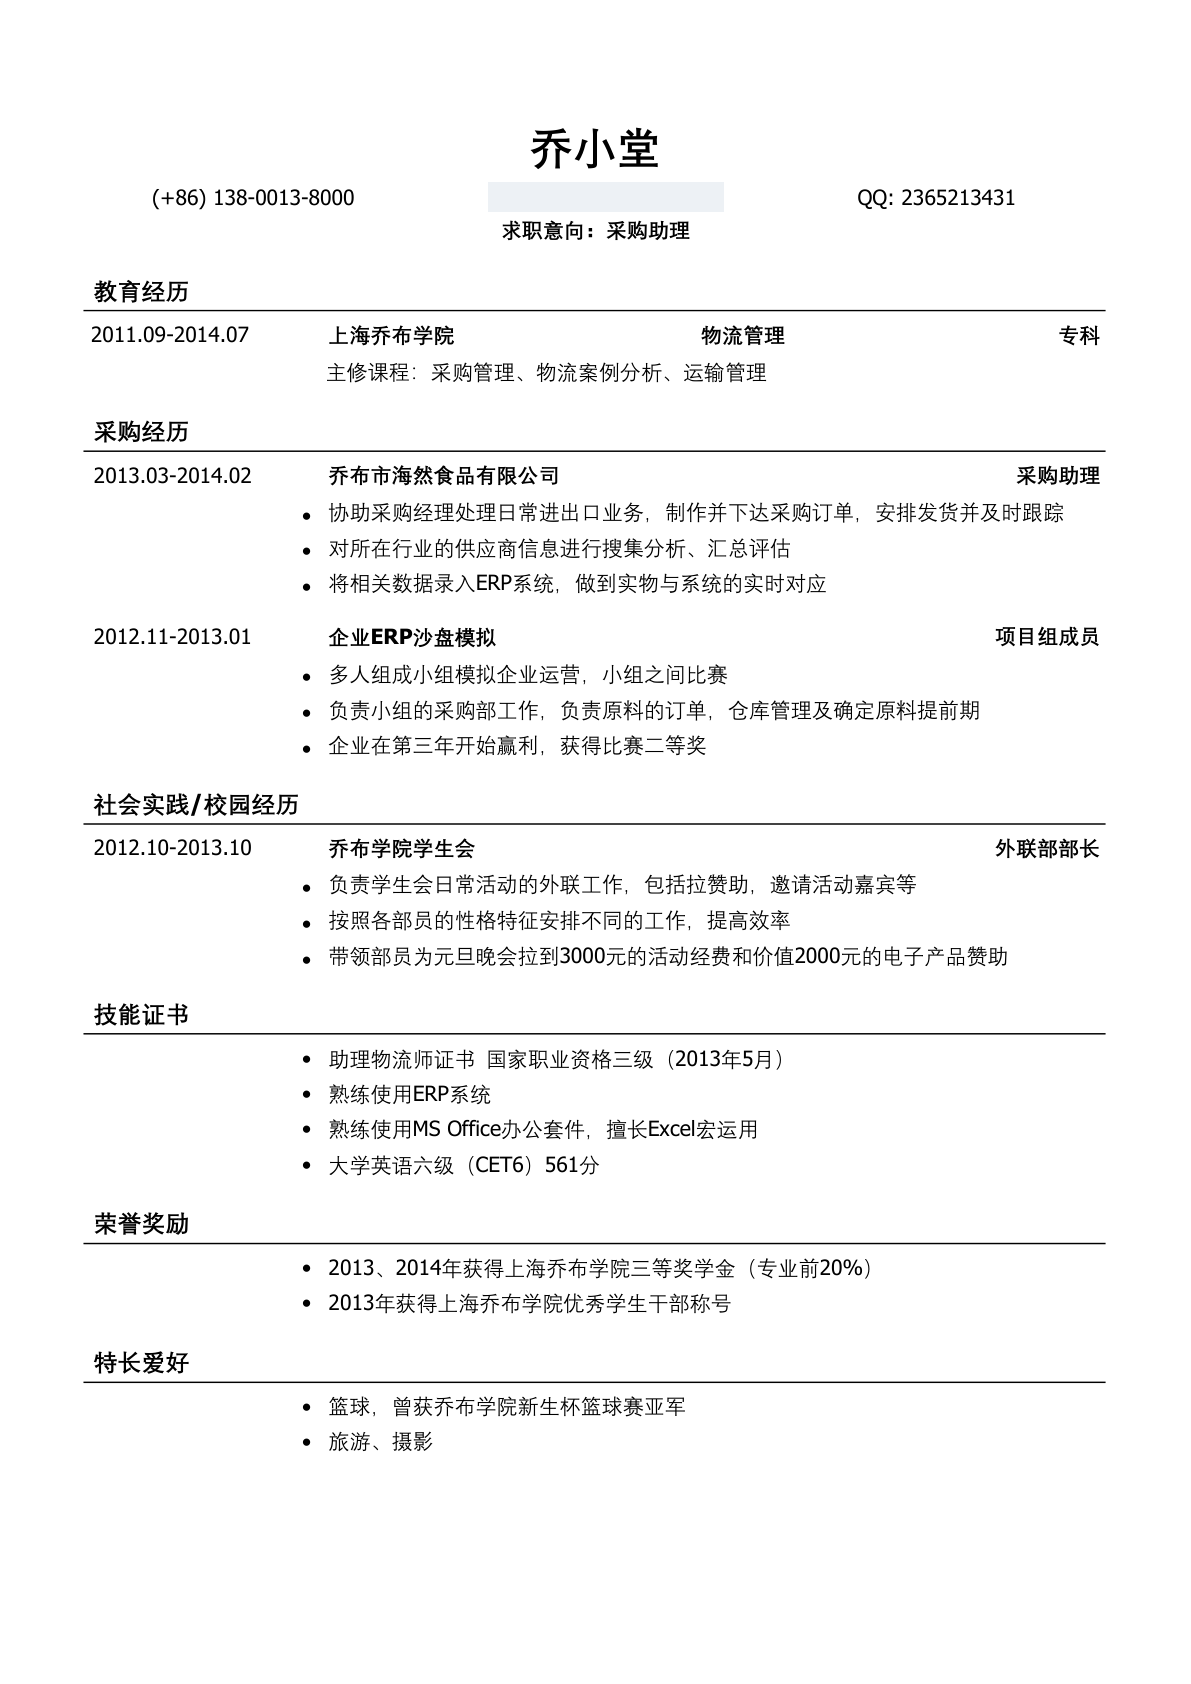 乔小堂
(+86) 138-0013-8000 QQ: 2365213431
求职意向：采购助理
教育经历
2011.09-2014.07 上海乔布学院 物流管理 专科
主修课程：采购管理、物流案例分析、运输管理
采购经历
2013.03-2014.02 乔布市海然食品有限公司 采购助理
• 协助采购经理处理日常进出口业务，制作并下达采购订单，安排发货并及时跟踪
• 对所在行业的供应商信息进行搜集分析、汇总评估
• 将相关数据录入ERP系统，做到实物与系统的实时对应
2012.11-2013.01 企业ERP沙盘模拟 项目组成员
• 多人组成小组模拟企业运营，小组之间比赛
• 负责小组的采购部工作，负责原料的订单，仓库管理及确定原料提前期
• 企业在第三年开始赢利，获得比赛二等奖
社会实践/校园经历
2012.10-2013.10 乔布学院学生会 外联部部长
• 负责学生会日常活动的外联工作，包括拉赞助，邀请活动嘉宾等
• 按照各部员的性格特征安排不同的工作，提高效率
• 带领部员为元旦晚会拉到3000元的活动经费和价值2000元的电子产品赞助
技能证书
• 助理物流师证书 国家职业资格三级（2013年5月）
• 熟练使用ERP系统
• 熟练使用MS Office办公套件，擅长Excel宏运用
• 大学英语六级（CET6）561分
荣誉奖励
• 2013、2014年获得上海乔布学院三等奖学金（专业前20%）
• 2013年获得上海乔布学院优秀学生干部称号
特长爱好
• 篮球，曾获乔布学院新生杯篮球赛亚军
• 旅游、摄影